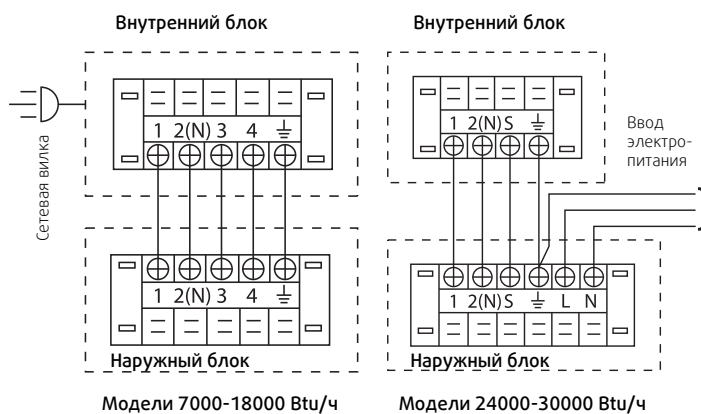 Внутренний блок
Внутренний блок
Сетевая вилка
1 2(N) 3 4
1 2(N) S
Ввод
электро-
питания
1 2(N) 3 4
1 2(N) S L N
Наружный блок
Наружный блок
Модели 7000-18000 Btu/ч
Модели 24000-30000 Btu/ч